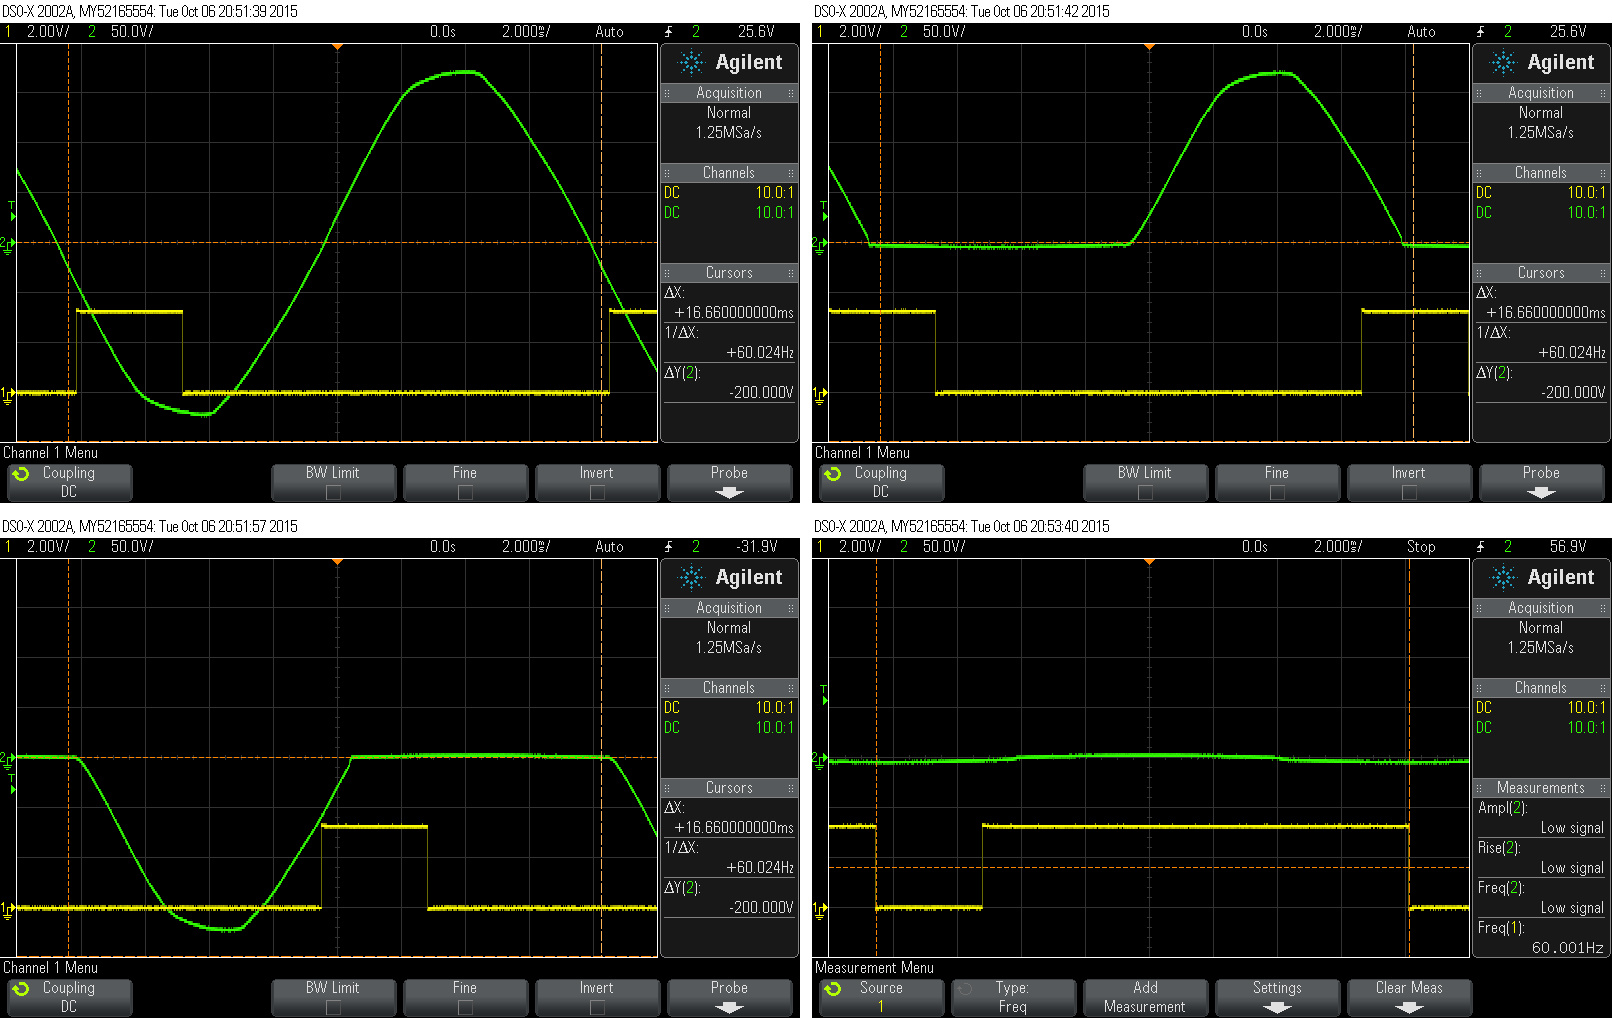 DSO-X 2002A, MY52165554: Tue Oct 06 20:51:39 2015
1 2.00V/ 2 50.0V/ 0.0s 2.000ms/ Auto 2 25.6V
Agilent
Acquisition
Normal
1.25MSa/s
Channels
DC 10.0:1
DC 10.0:1
Cursors
ΔX:
+16.660000000ms
1/ΔX:
+60.024Hz
ΔY(2):
-200.000V
T
2
1
Channel 1 Menu
Coupling
DC
BW Limit
Fine
Invert
Probe
DSO-X 2002A, MY52165554: Tue Oct 06 20:51:42 2015
1 2.00V/ 2 50.0V/ 0.0s 2.000ms/ Auto 2 25.6V
Agilent
Acquisition
Normal
1.25MSa/s
Channels
DC 10.0:1
DC 10.0:1
Cursors
ΔX:
+16.660000000ms
1/ΔX:
+60.024Hz
ΔY(2):
-200.000V
T
2
1
Channel 1 Menu
Coupling
DC
BW Limit
Fine
Invert
Probe
DSO-X 2002A, MY52165554: Tue Oct 06 20:51:57 2015
1 2.00V/ 2 50.0V/ 0.0s 2.000ms/ Auto 2 -31.9V
Agilent
Acquisition
Normal
1.25MSa/s
Channels
DC 10.0:1
DC 10.0:1
Cursors
ΔX:
+16.660000000ms
1/ΔX:
+60.024Hz
ΔY(2):
-200.000V
2
T
1
Channel 1 Menu
Coupling
DC
BW Limit
Fine
Invert
Probe
DSO-X 2002A, MY52165554: Tue Oct 06 20:53:40 2015
1 2.00V/ 2 50.0V/ 0.0s 2.000ms/ Stop 2 56.9V
Agilent
Acquisition
Normal
1.25MSa/s
Channels
DC 10.0:1
DC 10.0:1
Measurements
Ampl(2):
Low signal
Rise(2):
Low signal
Freq(2):
Low signal
Freq(1):
60.001Hz
T
2
1
Measurement Menu
Source
1
Type:
Freq
Add
Measurement
Settings
Clear Meas